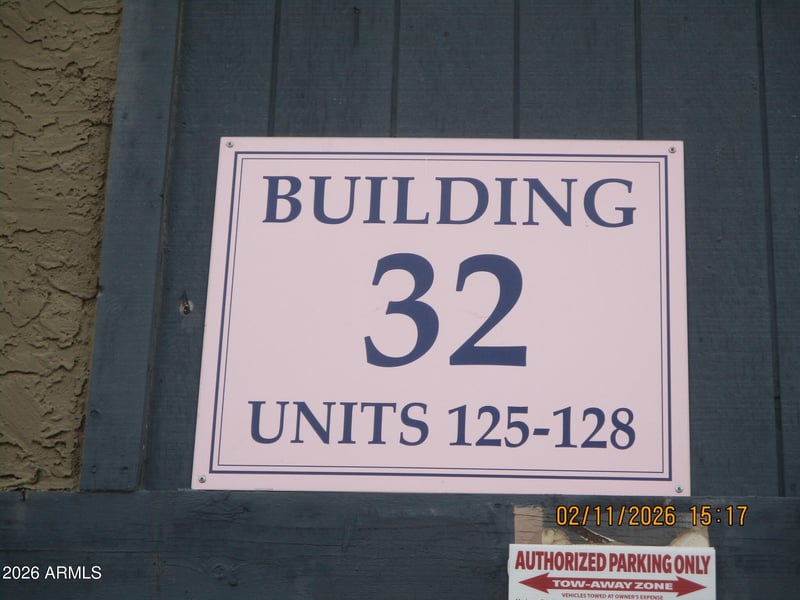 BUILDING
32
UNITS 125-128
02/11/2026 15:17
AUTHORIZED PARKING ONLY
TOW-AWAY ZONE
VEHICLES TOWED AT OWNER'S EXPENSE
2026 ARMLS